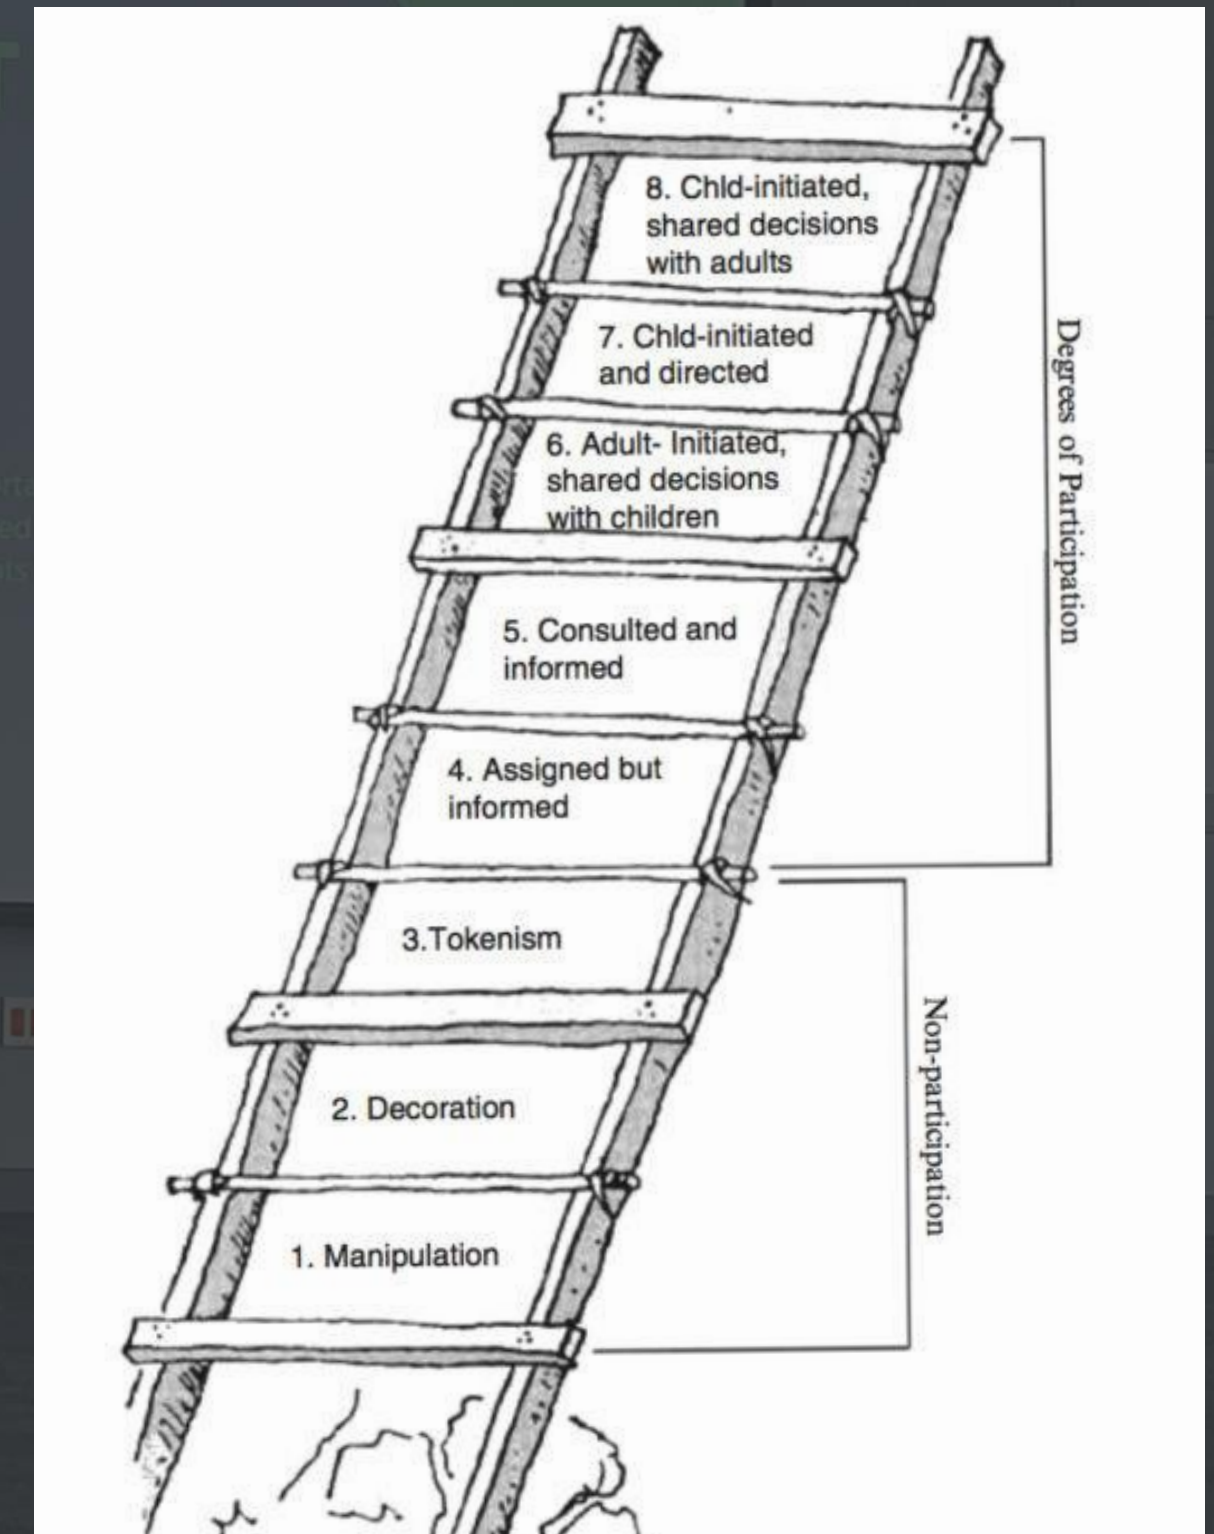 8. Chld-initiated,
shared decisions
with adults
7. Chld-initiated
and directed
6. Adult- Initiated,
shared decisions
with children
5. Consulted and
informed
4. Assigned but
informed
3.Tokenism
2. Decoration
1. Manipulation
Degrees of Participation
Non-participation